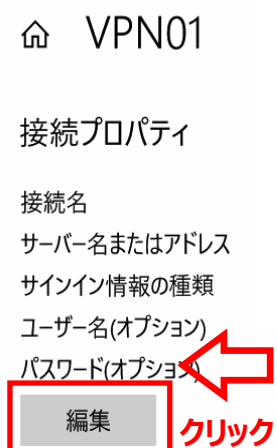 VPN01
接続プロパティ
接続名
サーバー名またはアドレス
サインイン情報の種類
ユーザー名(オプション)
パスワード(オプション)
編集
クリック